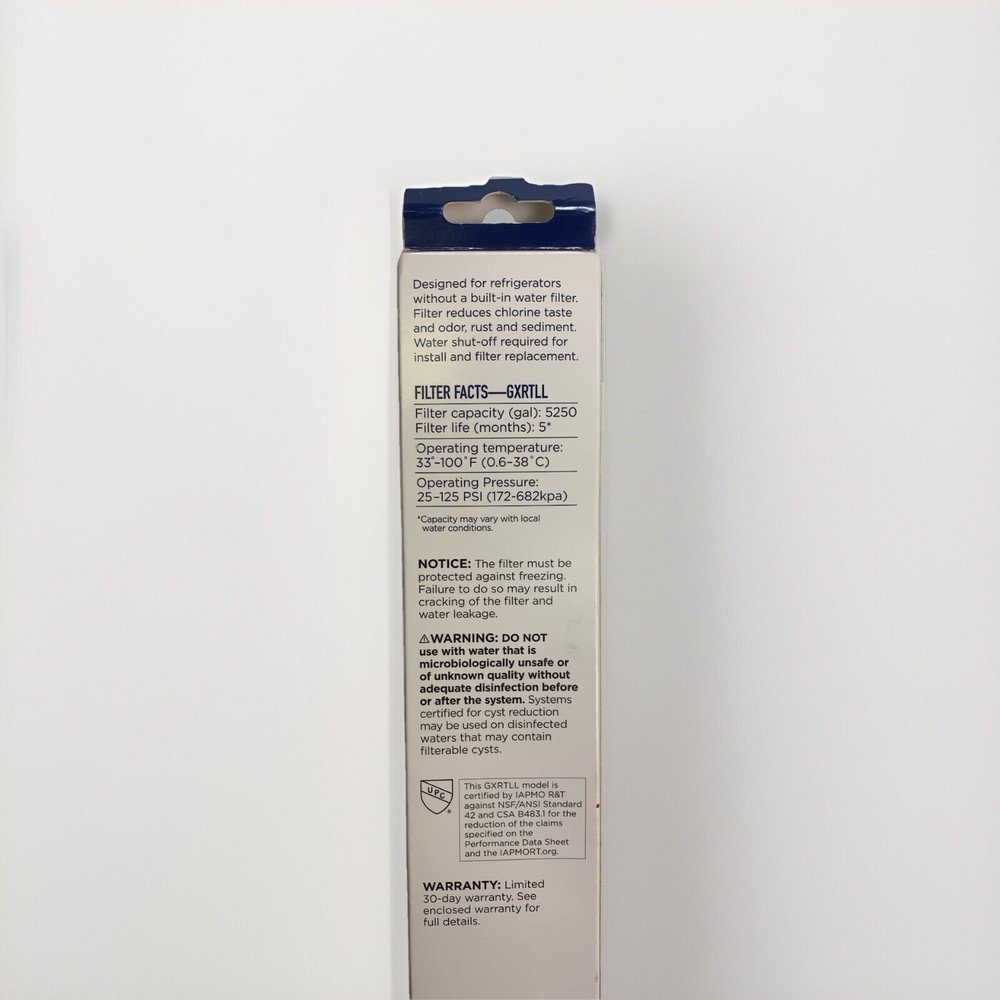 Designed for refrigerators
without a built-in water filter.
Filter reduces chlorine taste
and odor, rust and sediment.
Water shut-off required for
install and filter replacement.
FILTER FACTS—GXRTLL
Filter capacity (gal): 5250
Filter life (months): 5*
Operating temperature:
33˚–100˚F (0.6–38˚C)
Operating Pressure:
25–125 PSI (172-682kpa)
*Capacity may vary with local
water conditions.
NOTICE: The filter must be
protected against freezing.
Failure to do so may result in
cracking of the filter and
water leakage.
⚠WARNING: DO NOT
use with water that is
microbiologically unsafe or
of unknown quality without
adequate disinfection before
or after the system. Systems
certified for cyst reduction
may be used on disinfected
waters that may contain
filterable cysts.
UPC®
This GXRTLL model is
certified by IAPMO R&T
against NSF/ANSI Standard
42 and CSA B483.1 for the
reduction of the claims
specified on the
Performance Data Sheet
and the IAPMORT.org.
WARRANTY: Limited
30-day warranty. See
enclosed warranty for
full details.